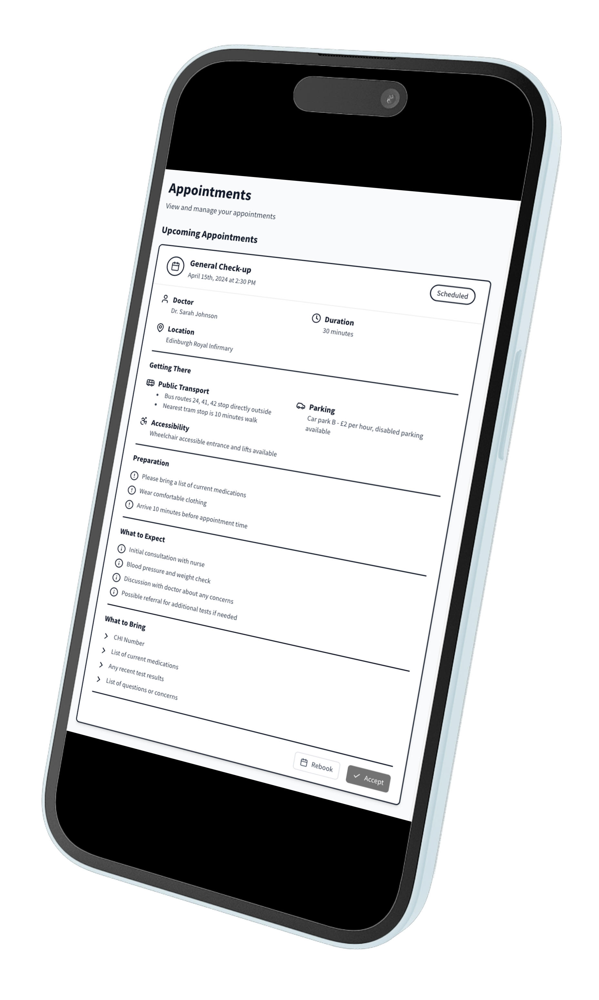 Appointments
View and manage your appointments
Upcoming Appointments
General Check-up
April 15th, 2024 at 2:30 PM
Scheduled
Doctor
Dr. Sarah Johnson
Duration
30 minutes
Location
Edinburgh Royal Infirmary
Getting There
Public Transport
• Bus routes 24, 41, 42 stop directly outside
• Nearest tram stop is 10 minutes walk
Parking
Car park B - £2 per hour, disabled parking
available
Accessibility
Wheelchair accessible entrance and lifts available
Preparation
Please bring a list of current medications
Wear comfortable clothing
Arrive 10 minutes before appointment time
What to Expect
Initial consultation with nurse
Blood pressure and weight check
Discussion with doctor about any concerns
Possible referral for additional tests if needed
What to Bring
CHI Number
List of current medications
Any recent test results
List of questions or concerns
Rebook
Accept